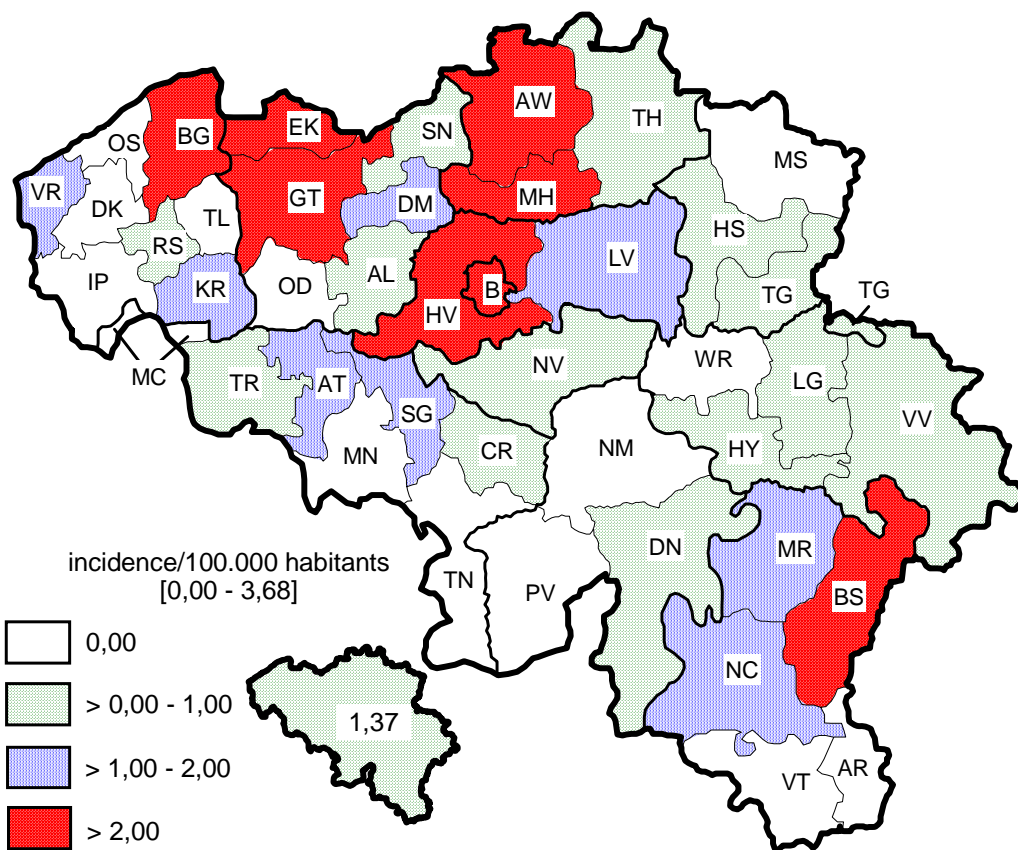 AW
SN
TH
EK
BG
OS
MS
VR
MH
GT
DM
DK
TL
HS
RS
LV
AL
IP
OD
KR
B
TG
TG
HV
WR
NV
MC
LG
TR
AT
SG
VV
CR
NM
HY
MN
DN
MR
incidence/100.000 habitants
[0,00 - 3,68]
TN
PV
BS
0,00
NC
> 0,00 - 1,00
1,37
> 1,00 - 2,00
AR
VT
> 2,00